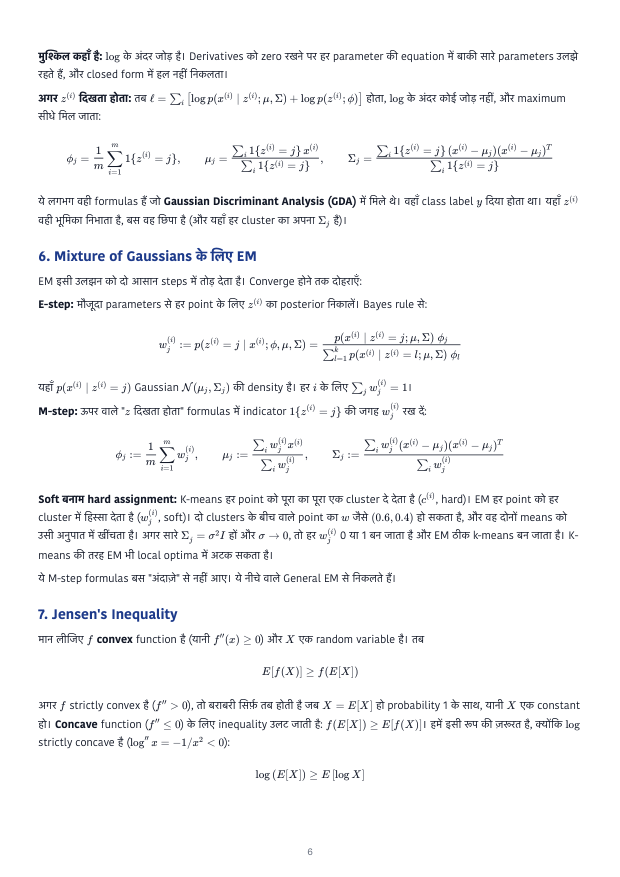 मुश्किल कहाँ है: log के अंदर जोड़ है। Derivatives को zero रखने पर हर parameter की equation में बाकी सारे parameters उलझे
रहते हैं, और closed form में हल नहीं निकलता।
अगर z^{(i)} दिखता होता: तब ℓ = ∑_i [log p(x^{(i)} | z^{(i)}; μ, Σ) + log p(z^{(i)}; ϕ)] होता, log के अंदर कोई जोड़ नहीं, और maximum
सीधे मिल जाता:
ϕ_j = \frac{1}{m} ∑_{i=1}^{m} 1{z^{(i)} = j}, μ_j = \frac{∑_i 1{z^{(i)} = j} x^{(i)}}{∑_i 1{z^{(i)} = j}}, Σ_j = \frac{∑_i 1{z^{(i)} = j} (x^{(i)} − μ_j)(x^{(i)} − μ_j)^T}{∑_i 1{z^{(i)} = j}}
ये लगभग वही formulas हैं जो Gaussian Discriminant Analysis (GDA) में मिले थे। वहाँ class label y दिया होता था। यहाँ z^{(i)}
वही भूमिका निभाता है, बस वह छिपा है (और यहाँ हर cluster का अपना Σ_j है)।
6. Mixture of Gaussians के लिए EM
EM इसी उलझन को दो आसान steps में तोड़ देता है। Converge होने तक दोहराएँ:
E-step: मौजूदा parameters से हर point के लिए z^{(i)} का posterior निकालें। Bayes rule से:
w_j^{(i)} := p(z^{(i)} = j | x^{(i)}; ϕ, μ, Σ) = \frac{p(x^{(i)} | z^{(i)} = j; μ, Σ) ϕ_j}{∑_{l=1}^{k} p(x^{(i)} | z^{(i)} = l; μ, Σ) ϕ_l}
यहाँ p(x^{(i)} | z^{(i)} = j) Gaussian 𝒩(μ_j, Σ_j) की density है। हर i के लिए ∑_j w_j^{(i)} = 1।
M-step: ऊपर वाले "z दिखता होता" formulas में indicator 1{z^{(i)} = j} की जगह w_j^{(i)} रख दें:
ϕ_j := \frac{1}{m} ∑_{i=1}^{m} w_j^{(i)}, μ_j := \frac{∑_i w_j^{(i)} x^{(i)}}{∑_i w_j^{(i)}}, Σ_j := \frac{∑_i w_j^{(i)} (x^{(i)} − μ_j)(x^{(i)} − μ_j)^T}{∑_i w_j^{(i)}}
Soft बनाम hard assignment: K-means हर point को पूरा का पूरा एक cluster दे देता है (c^{(i)}, hard)। EM हर point को हर
cluster में हिस्सा देता है (w_j^{(i)}, soft)। दो clusters के बीच वाले point का w जैसे (0.6, 0.4) हो सकता है, और वह दोनों means को
उसी अनुपात में खींचता है। अगर सारे Σ_j = σ^2 I हों और σ → 0, तो हर w_j^{(i)} 0 या 1 बन जाता है और EM ठीक k-means बन जाता है। K-
means की तरह EM भी local optima में अटक सकता है।
ये M-step formulas बस "अंदाज़े" से नहीं आए। ये नीचे वाले General EM से निकलते हैं।
7. Jensen's Inequality
मान लीजिए f convex function है (यानी f''(x) ≥ 0) और X एक random variable है। तब
E[f(X)] ≥ f(E[X])
अगर f strictly convex है (f'' > 0), तो बराबरी सिर्फ़ तब होती है जब X = E[X] हो probability 1 के साथ, यानी X एक constant
हो। Concave function (f'' ≤ 0) के लिए inequality उलट जाती है: f(E[X]) ≥ E[f(X)]। हमें इसी रूप की ज़रूरत है, क्योंकि log
strictly concave है (log'' x = −1/x^2 < 0):
log (E[X]) ≥ E [log X]
6